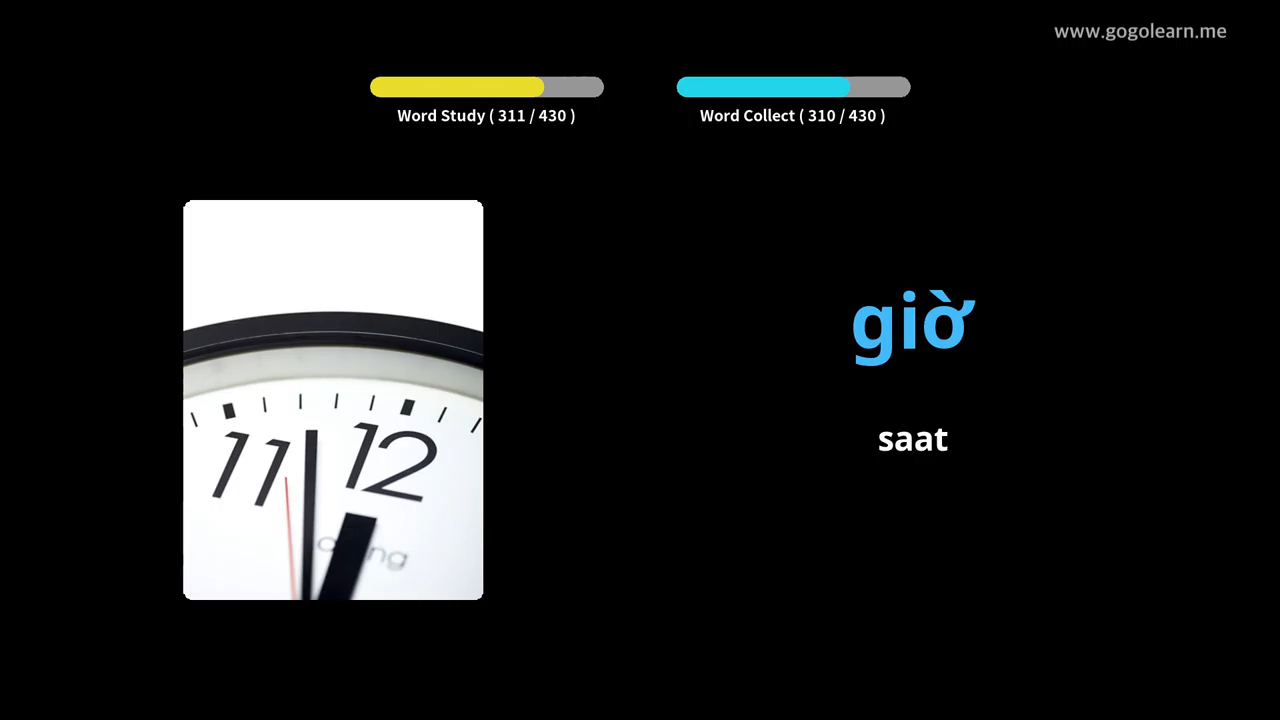 www.gogolearn.me
Word Study ( 311 / 430 )
Word Collect ( 310 / 430 )
giờ
saat
11 12